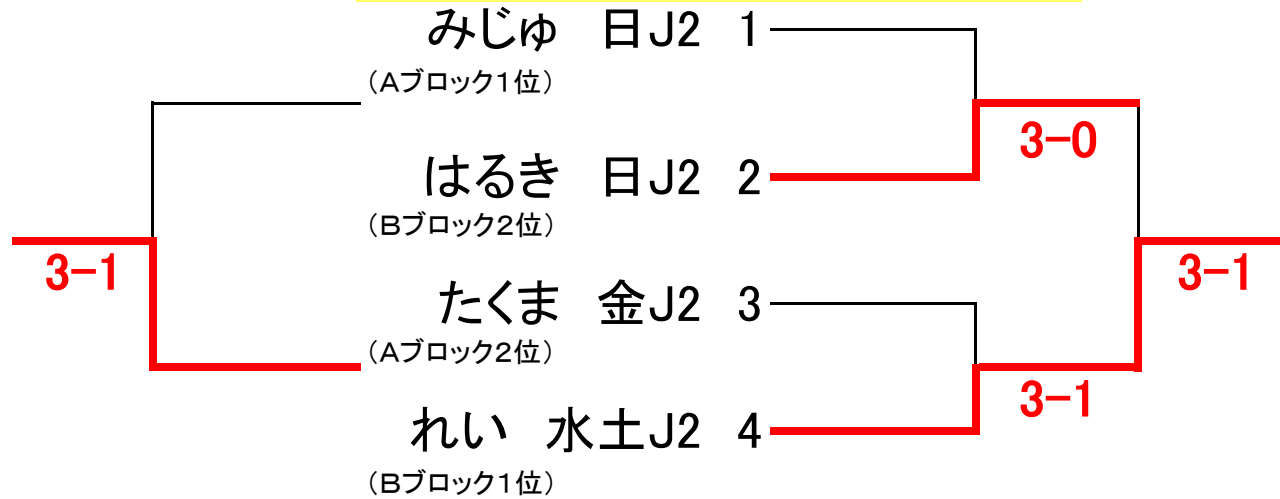 みじゅ 日J2 1
(Aブロック1位)
3-0
はるき 日J2 2
(Bブロック2位)
3-1
3-1
たくま 金J2 3
(Aブロック2位)
3-1
れい 水土J2 4
(Bブロック1位)